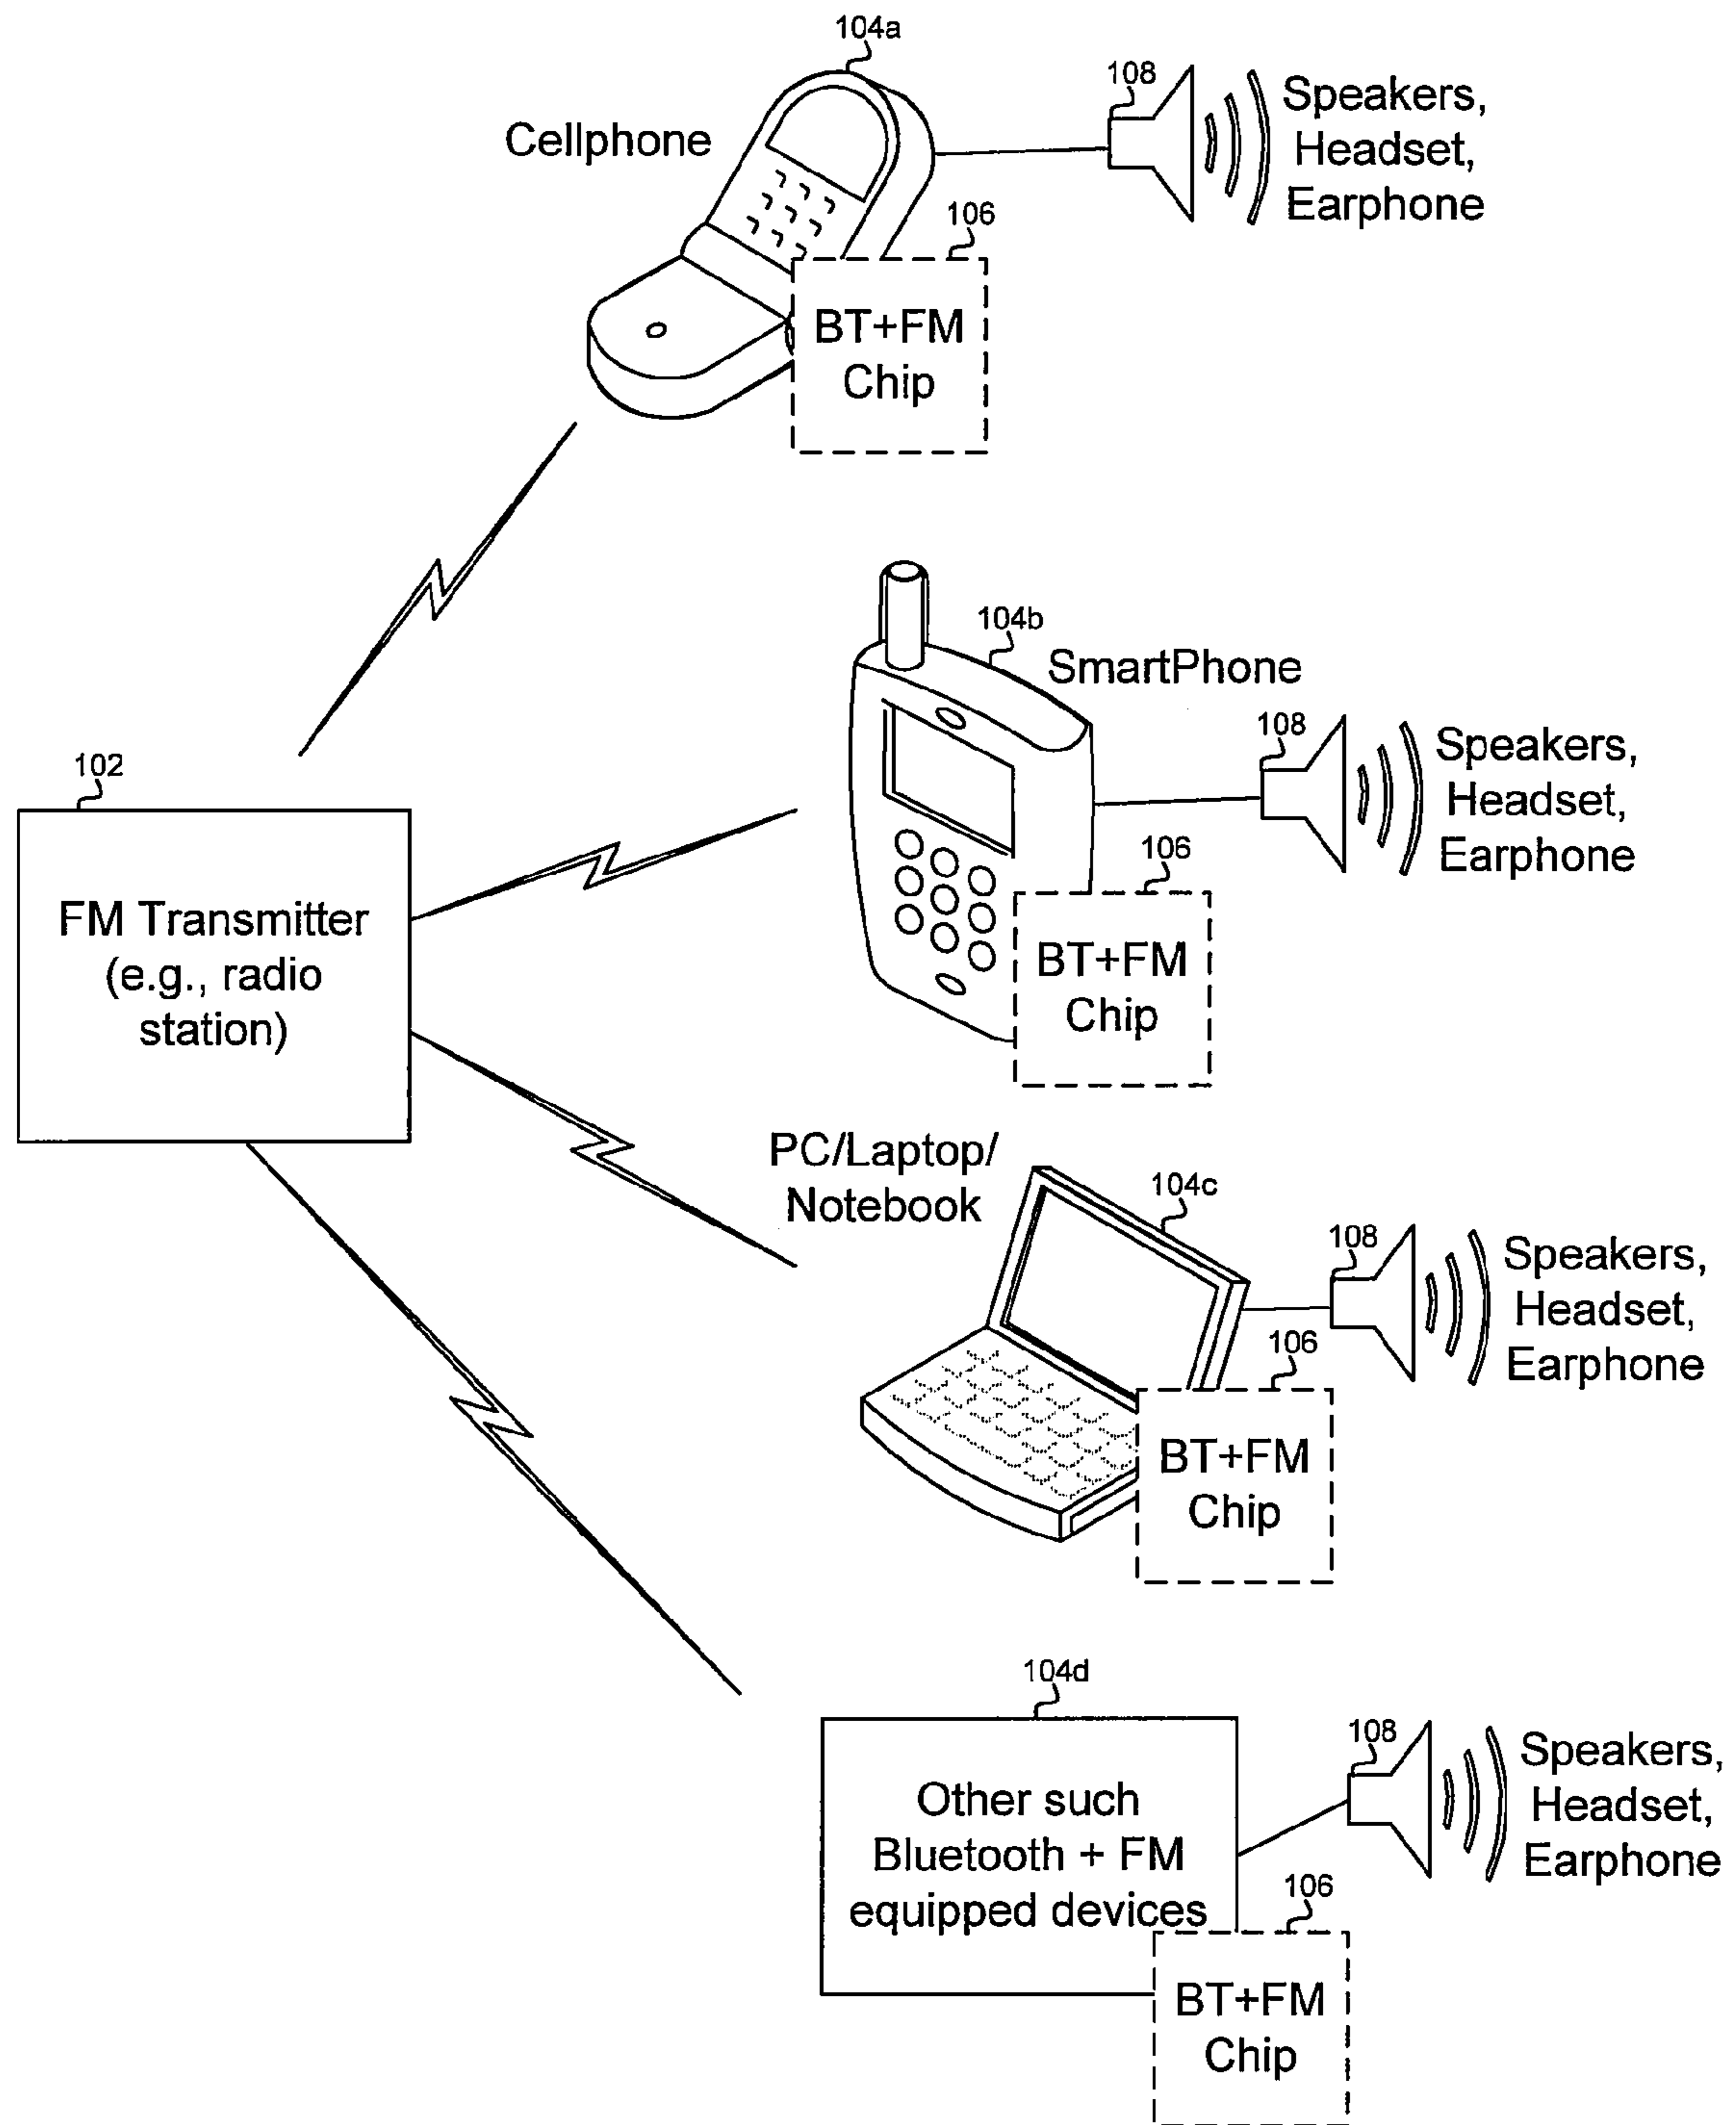 104a
Cellphone
108
Speakers,
Headset,
Earphone
106
BT+FM
Chip
104b
SmartPhone
108
Speakers,
Headset,
Earphone
106
BT+FM
Chip
102
FM Transmitter
(e.g., radio
station)
PC/Laptop/
Notebook
104c
108
Speakers,
Headset,
Earphone
106
BT+FM
Chip
104d
Other such
Bluetooth + FM
equipped devices
108
Speakers,
Headset,
Earphone
106
BT+FM
Chip